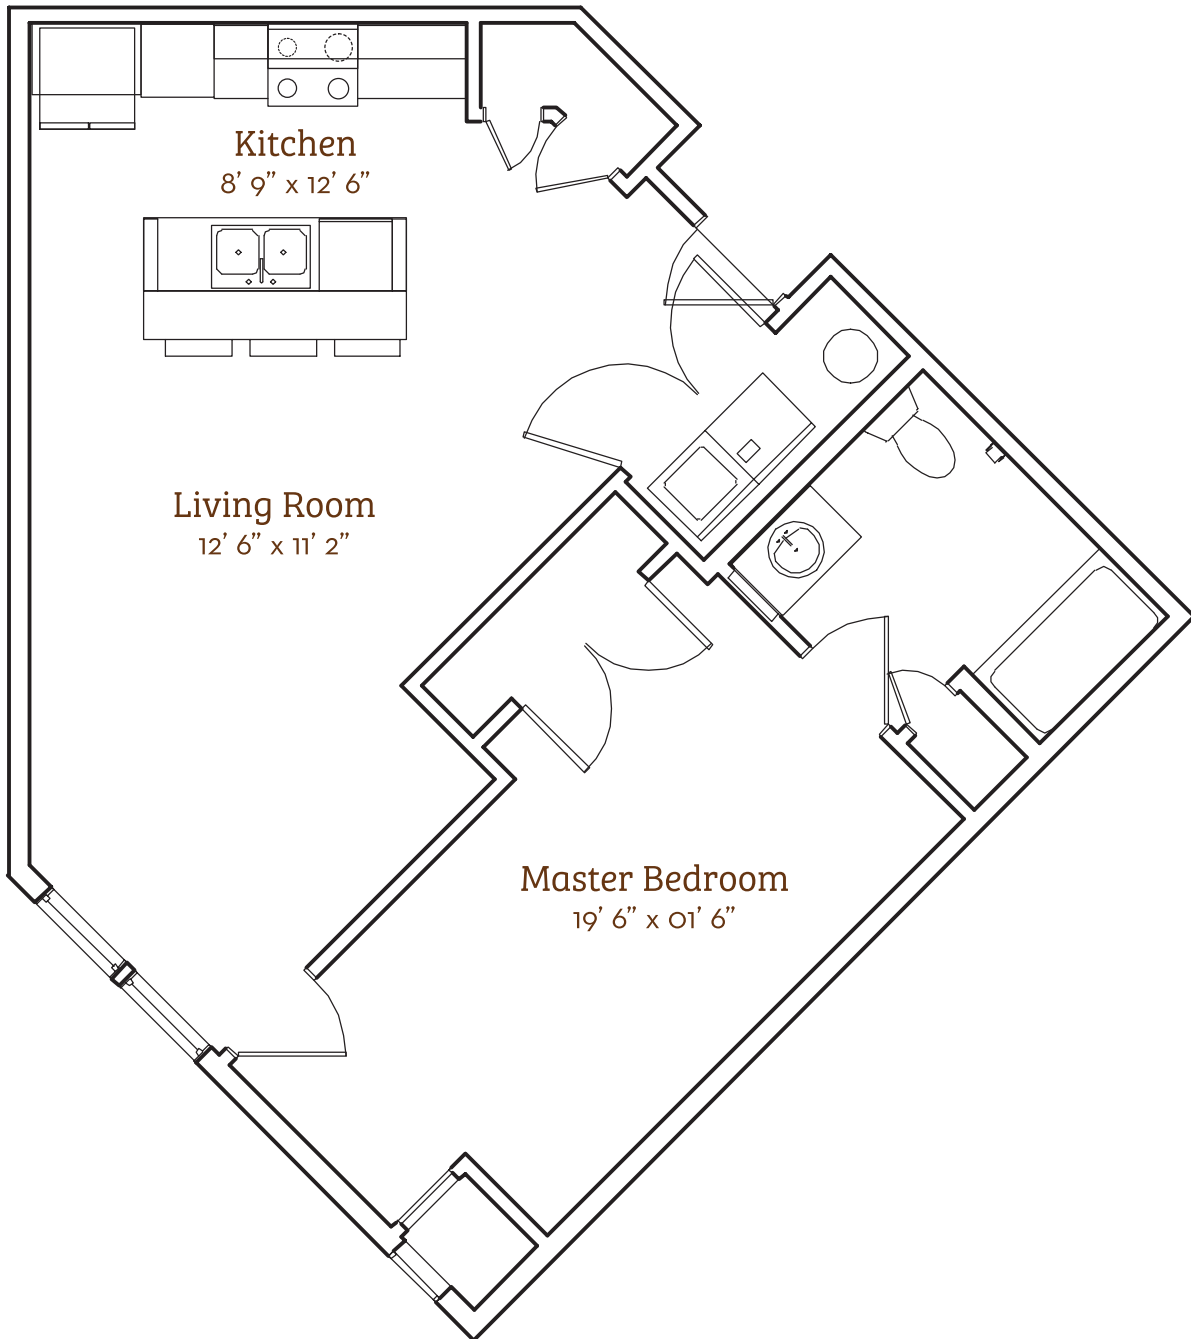 Kitchen
8’ 9” x 12’ 6”
Living Room
12’ 6” x 11’ 2”
Master Bedroom
19’ 6” x 01’ 6”